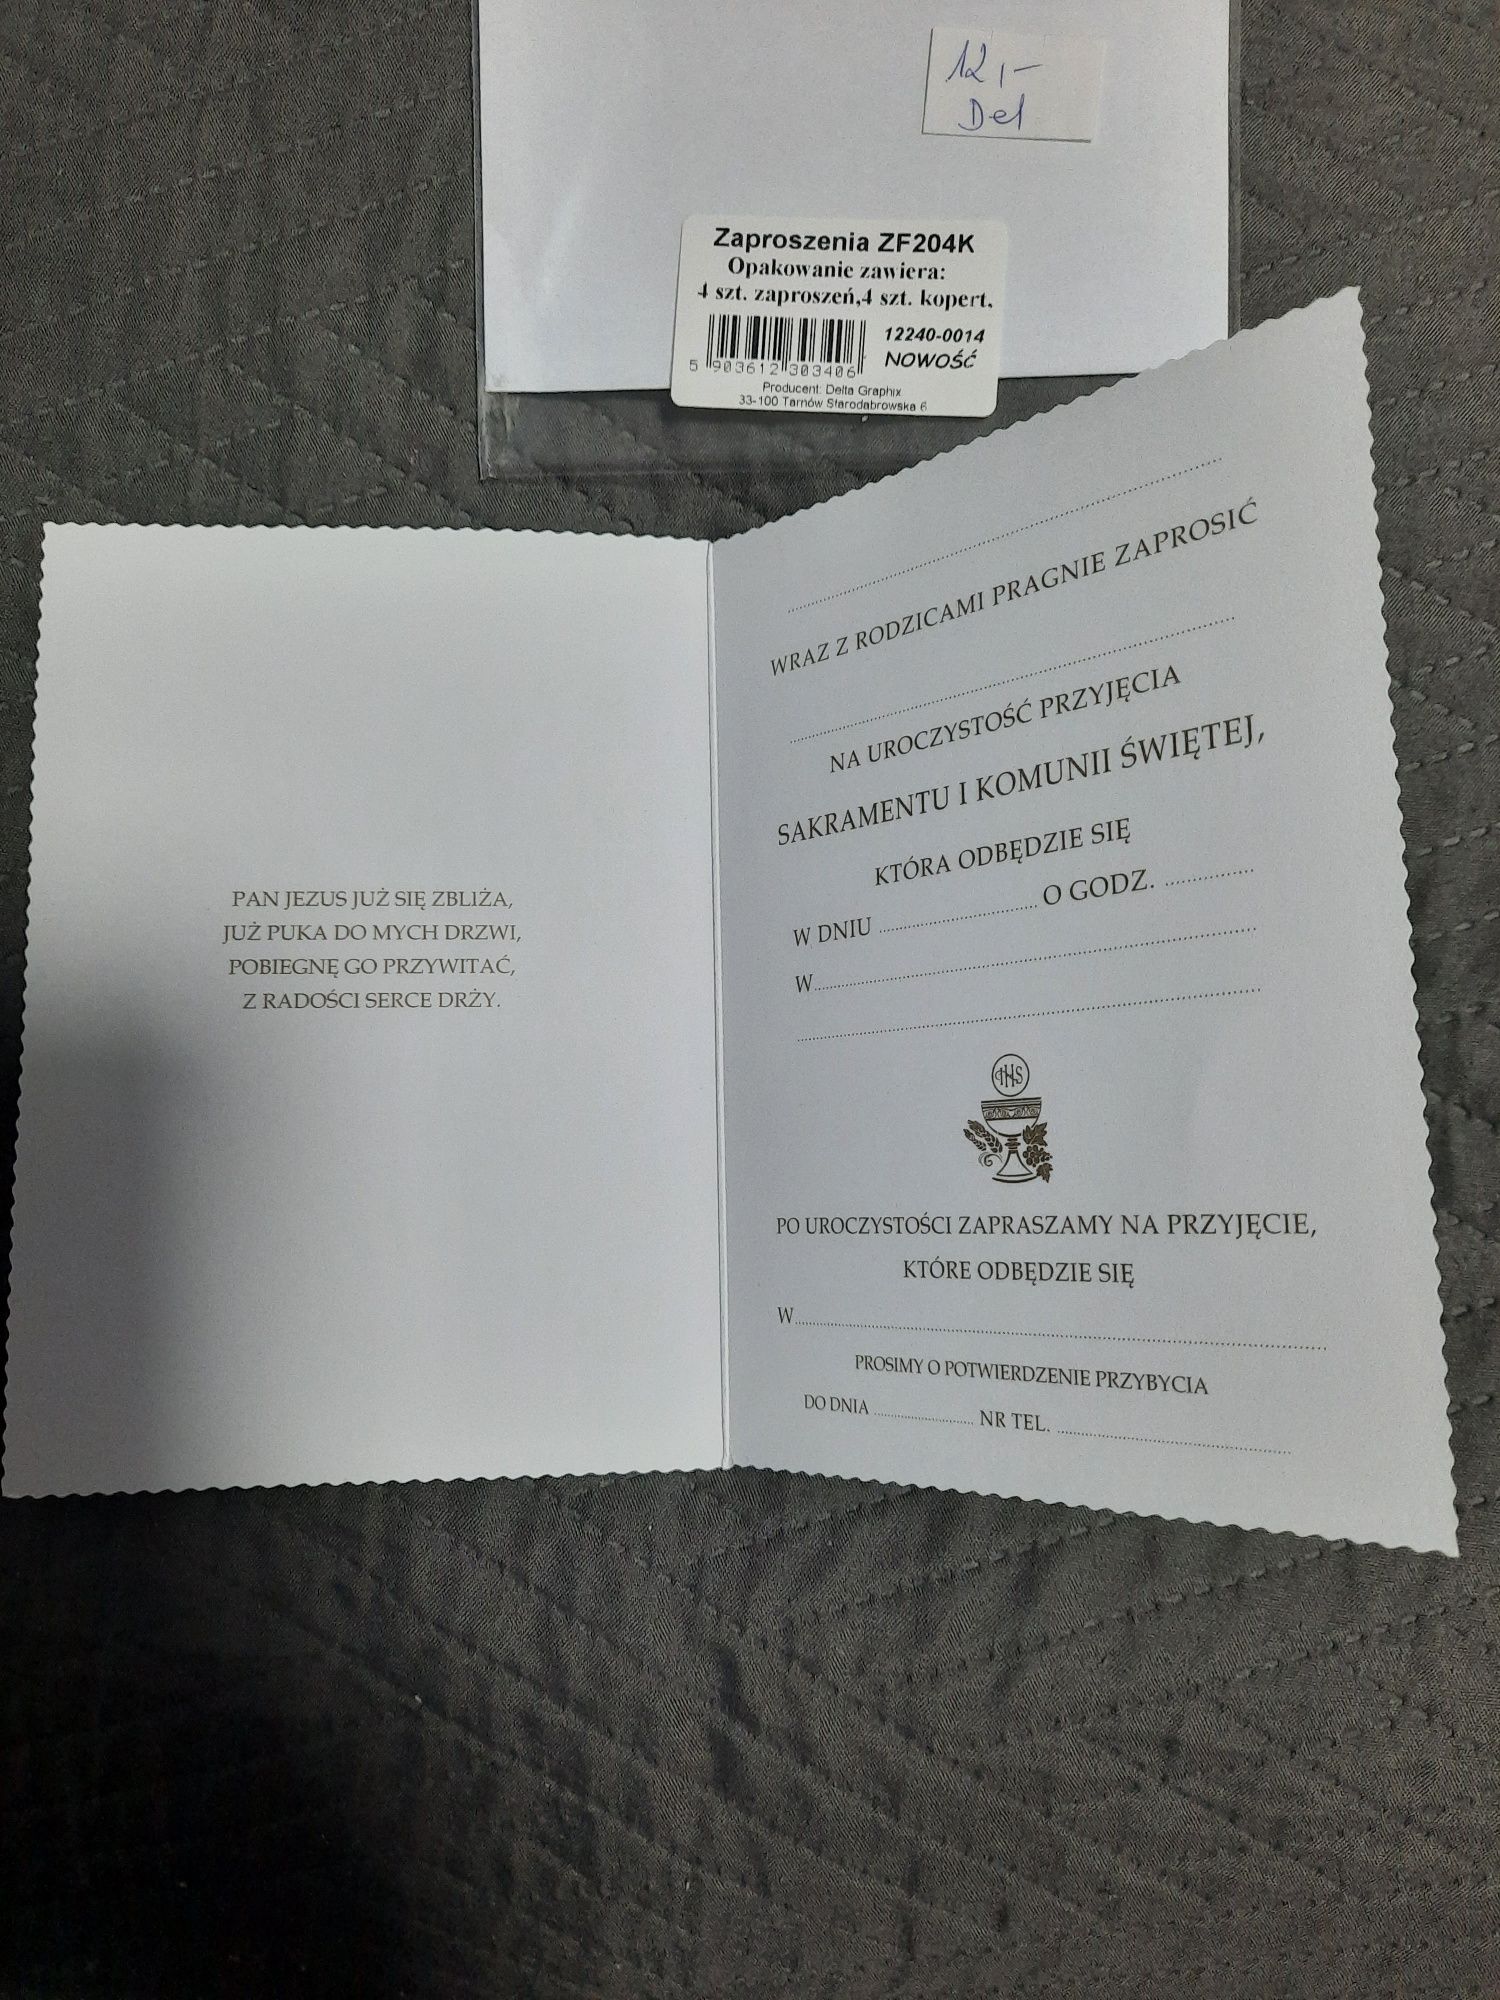 12,-
Del
Zaproszenia ZF204K
Opakowanie zawiera:
4 szt. zaproszeń,4 szt. kopert.
12240-0014
NOWOŚĆ
5 903612 303406
Producent: Delta Graphix
33-100 Tarnów Starodąbrowska 6
PAN JEZUS JUŻ SIĘ ZBLIŻA,
JUŻ PUKA DO MYCH DRZWI,
POBIEGNĘ GO PRZYWITAĆ,
Z RADOŚCI SERCE DRŻY.
WRAZ Z RODZICAMI PRAGNIE ZAPROSIĆ
NA UROCZYSTOŚĆ PRZYJĘCIA
SAKRAMENTU I KOMUNII ŚWIĘTEJ,
KTÓRA ODBĘDZIE SIĘ
W DNIU .................... O GODZ. ..............
W....................
IHS
PO UROCZYSTOŚCI ZAPRASZAMY NA PRZYJĘCIE,
KTÓRE ODBĘDZIE SIĘ
W....................
PROSIMY O POTWIERDZENIE PRZYBYCIA
DO DNIA .................... NR TEL. ....................